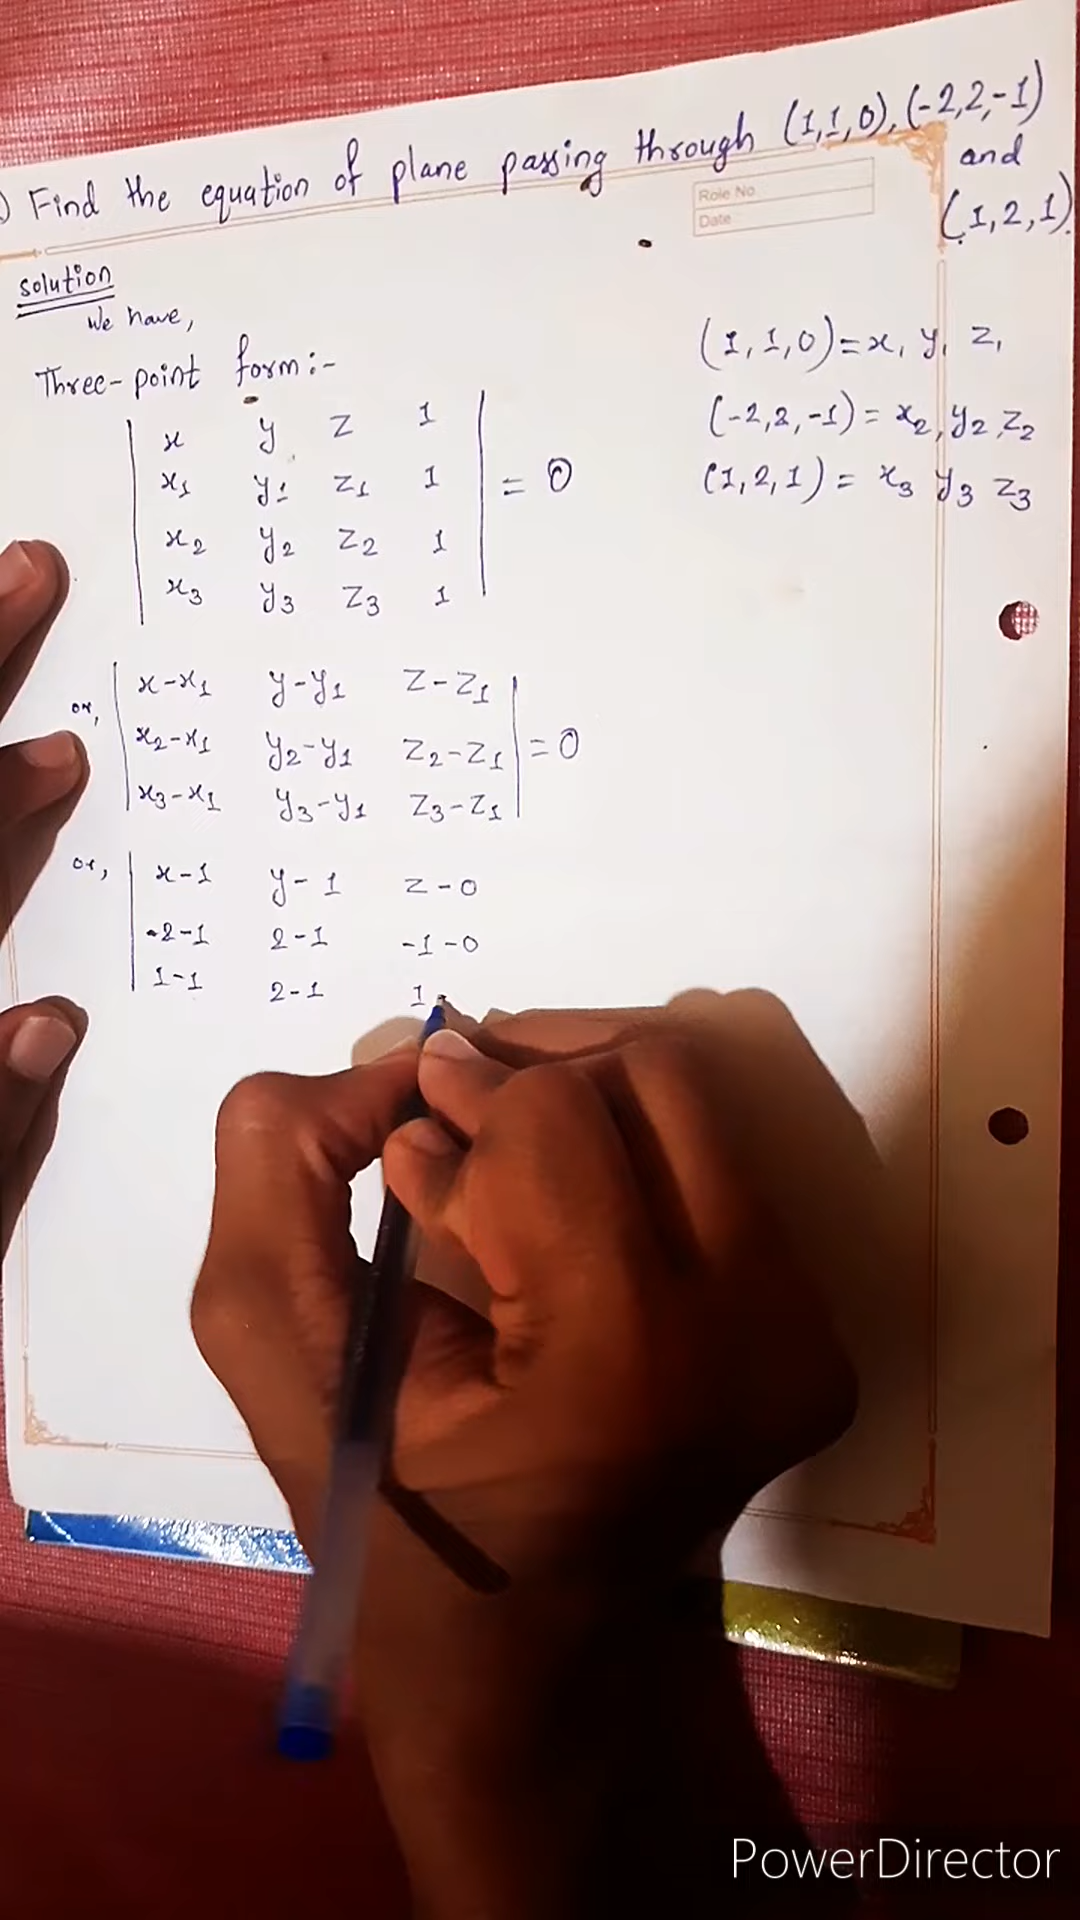 ) Find the equation of plane passing through (1,1,0), (-2,2,-1)
and
(1,2,1).
Role No
Date
solution
We have,
Three-point form:-
x y z 1
x1 y1 z1 1
x2 y2 z2 1
x3 y3 z3 1
= 0
(1,1,0) = x1 y1 z1
(-2,2,-1) = x2, y2, z2
(1,2,1) = x3 y3 z3
or,
x-x1 y-y1 z-z1
x2-x1 y2-y1 z2-z1
x3-x1 y3-y1 z3-z1
= 0
or,
x-1 y-1 z-0
-2-1 2-1 -1-0
1-1 2-1 1-
PowerDirector